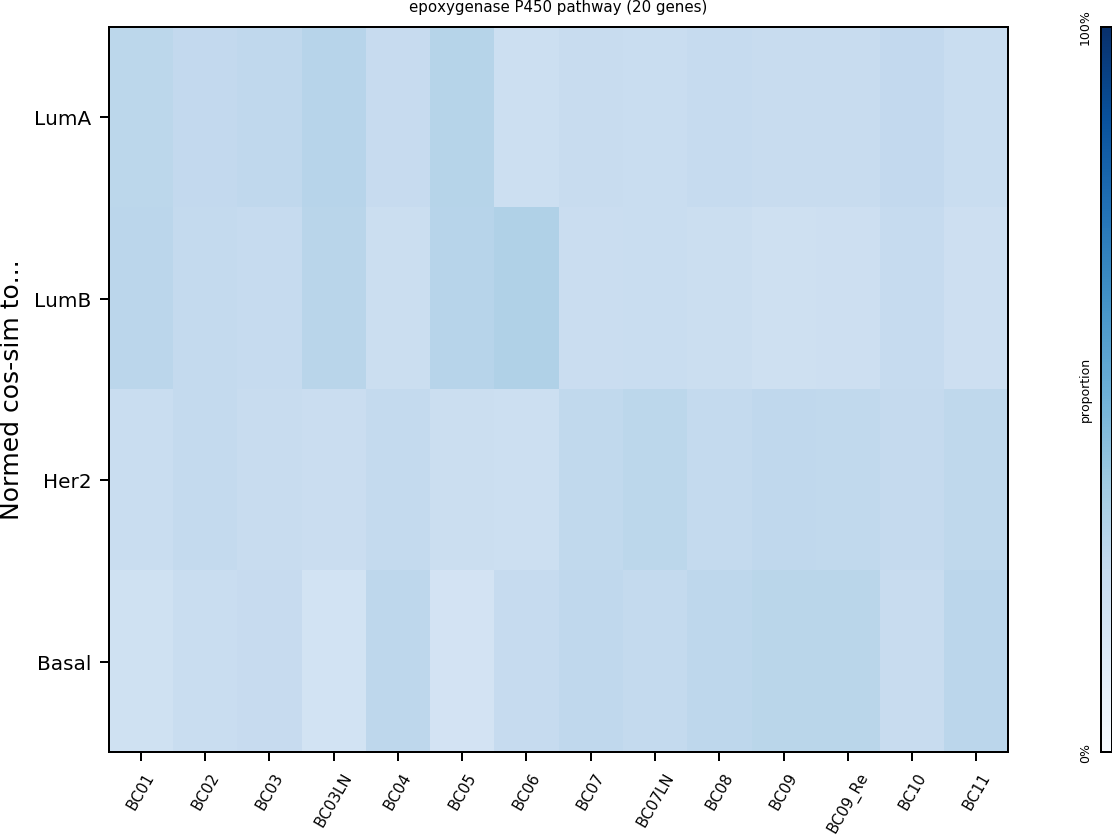 epoxygenase P450 pathway (20 genes)
Normed cos-sim to...
LumA
LumB
Her2
Basal
BC01
BC02
BC03
BC03LN
BC04
BC05
BC06
BC07
BC07LN
BC08
BC09
BC09_Re
BC10
BC11
100%
proportion
0%